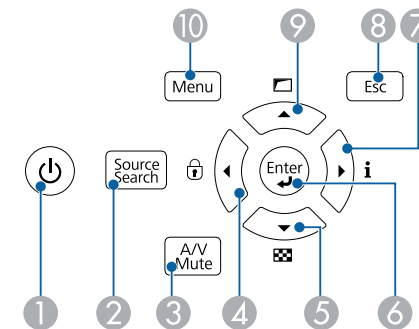 10 9 8 7
Menu
Esc
Source
Search
Enter
i
A/V
Mute
1 2 3 4 5 6